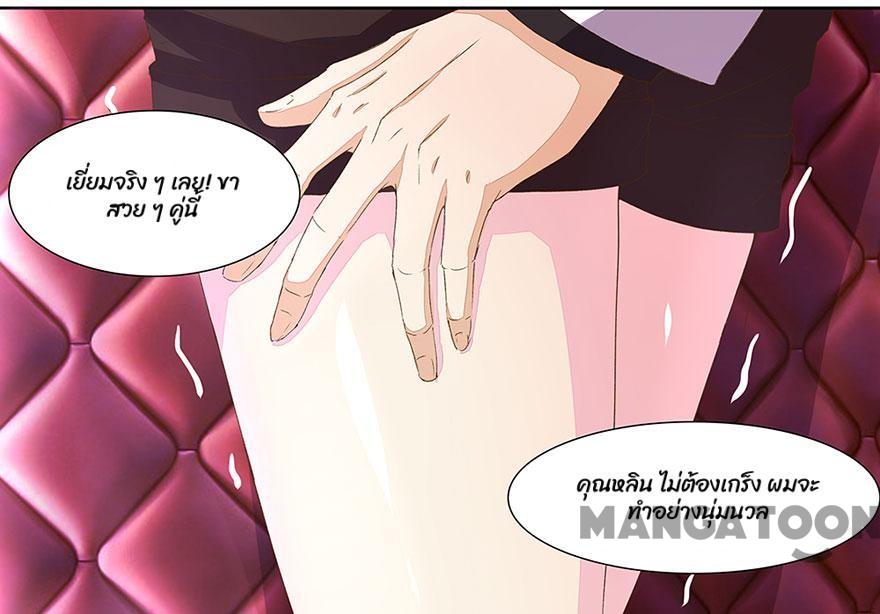 เยี่ยมจริง ๆ เลย! ขา
สวย ๆ คู่นี้
คุณหลิน ไม่ต้องเกร็ง ผมจะ
ทำอย่างนุ่มนวล
MANGATOON